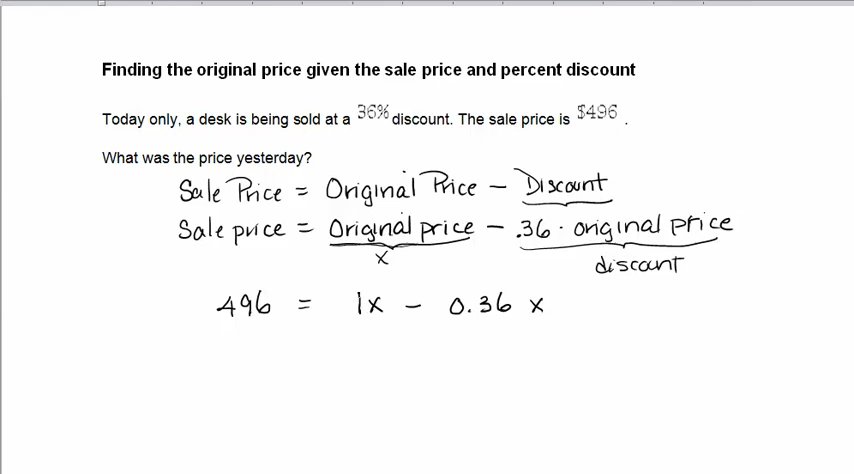 Finding the original price given the sale price and percent discount
Today only, a desk is being sold at a 36% discount. The sale price is $496 .
What was the price yesterday?
Sale Price = Original Price - Discount
Sale price = Original price - .36 · original price
x
discount
496 = 1x - 0.36 x